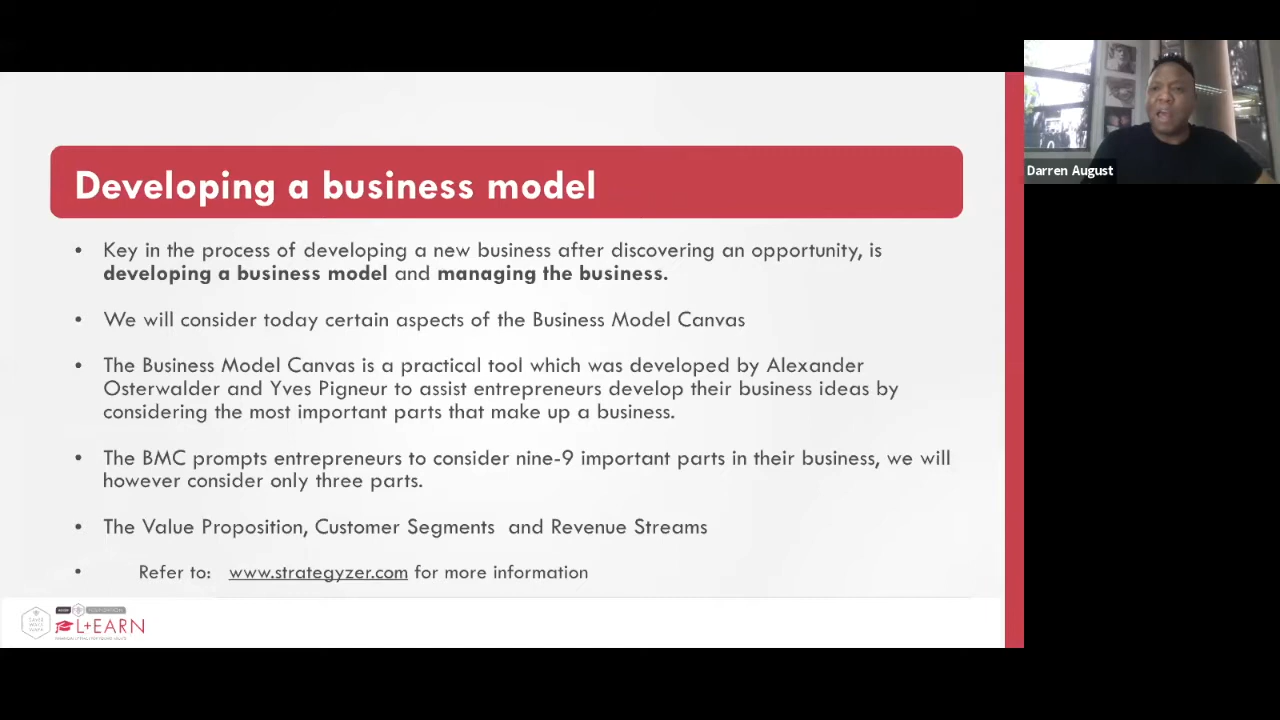 Developing a business model
• Key in the process of developing a new business after discovering an opportunity, is
developing a business model and managing the business.
• We will consider today certain aspects of the Business Model Canvas
• The Business Model Canvas is a practical tool which was developed by Alexander
Osterwalder and Yves Pigneur to assist entrepreneurs develop their business ideas by
considering the most important parts that make up a business.
• The BMC prompts entrepreneurs to consider nine-9 important parts in their business, we will
however consider only three parts.
• The Value Proposition, Customer Segments and Revenue Streams
• Refer to: www.strategyzer.com for more information
L+EARN
Darren August